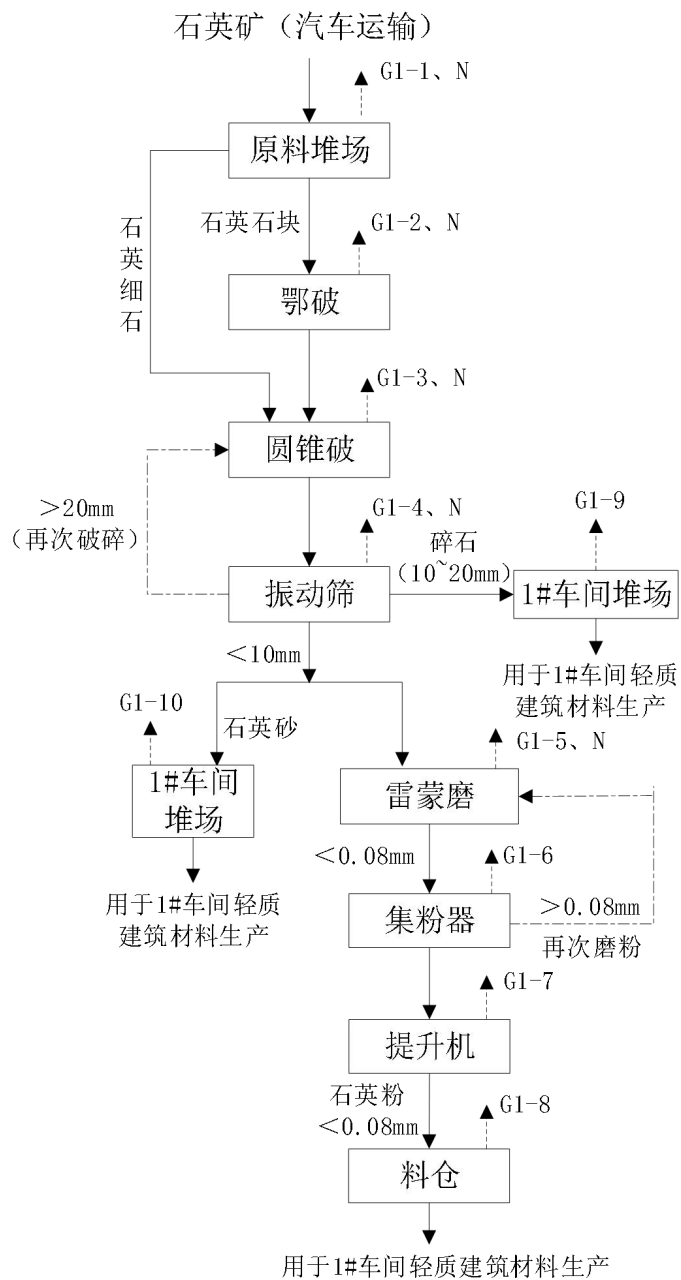 石英矿（汽车运输）
G1-1、N
原料堆场
石英细石
石英石块
G1-2、N
鄂破
G1-3、N
圆锥破
>20mm
（再次破碎）
G1-4、N
碎石
（10~20mm）
G1-9
振动筛
1#车间堆场
<10mm
用于1#车间轻质
建筑材料生产
G1-10
石英砂
G1-5、N
1#车间
堆场
雷蒙磨
<0.08mm
G1-6
用于1#车间轻质
建筑材料生产
集粉器
>0.08mm
再次磨粉
G1-7
提升机
石英粉
<0.08mm
G1-8
料仓
用于1#车间轻质建筑材料生产